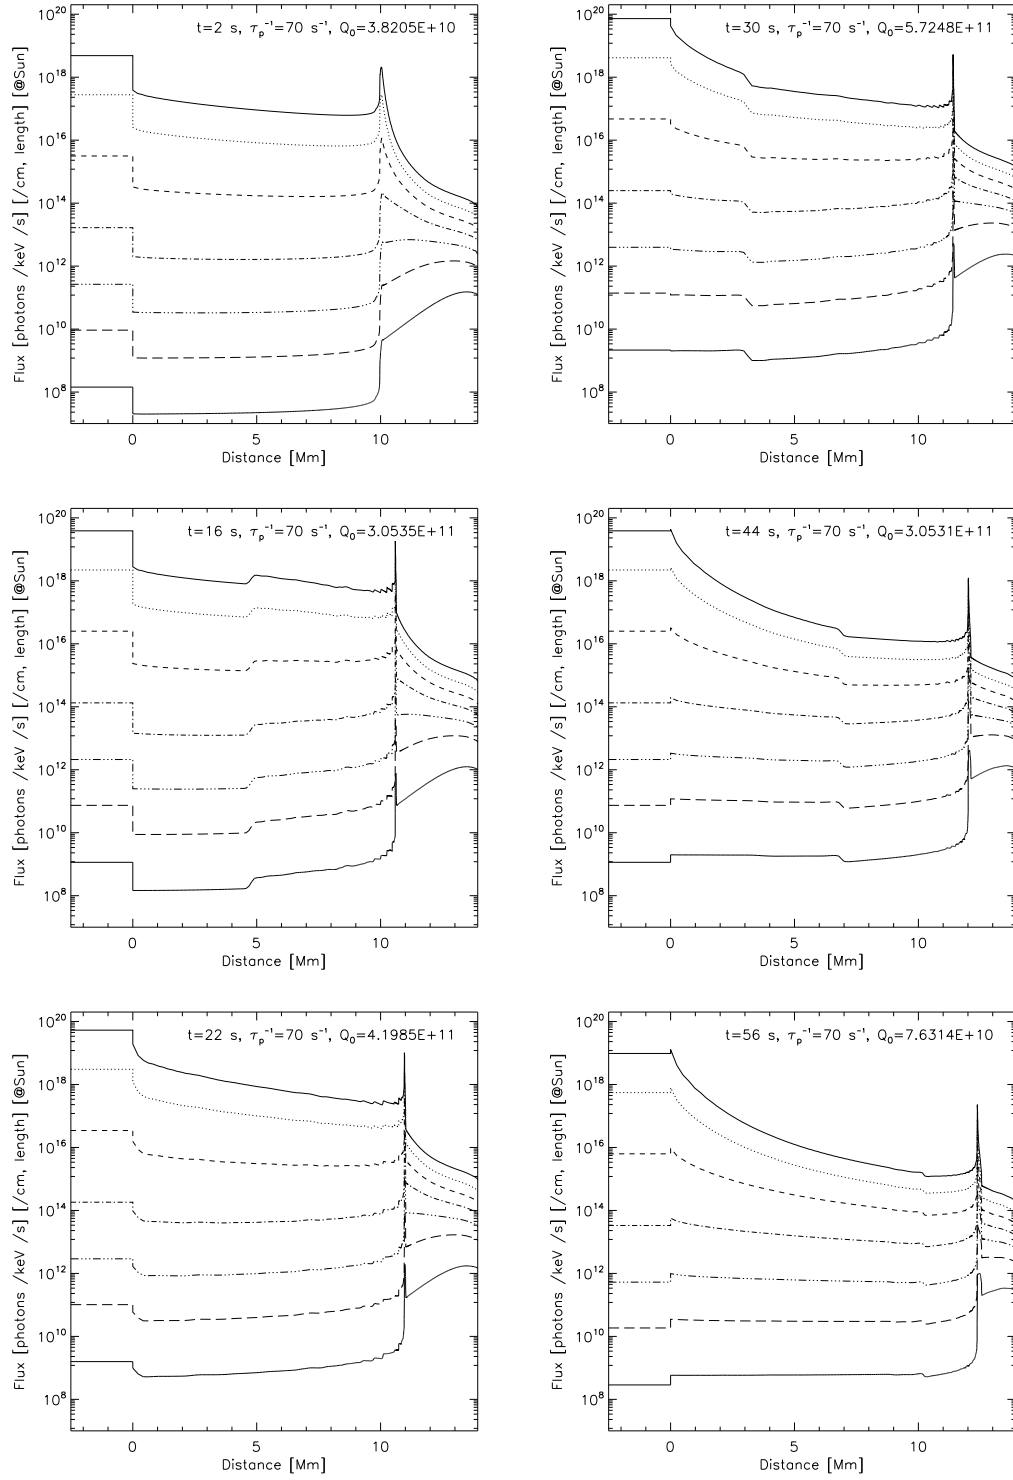 t=2 s, τp⁻¹=70 s⁻¹, Q₀=3.8205E+10
Flux [photons /keV /s] [/cm, length] [@Sun]
10²⁰
10¹⁸
10¹⁶
10¹⁴
10¹²
10¹⁰
10⁸
0 5 10
Distance [Mm]
t=30 s, τp⁻¹=70 s⁻¹, Q₀=5.7248E+11
Flux [photons /keV /s] [/cm, length] [@Sun]
10²⁰
10¹⁸
10¹⁶
10¹⁴
10¹²
10¹⁰
10⁸
0 5 10
Distance [Mm]
t=16 s, τp⁻¹=70 s⁻¹, Q₀=3.0535E+11
Flux [photons /keV /s] [/cm, length] [@Sun]
10²⁰
10¹⁸
10¹⁶
10¹⁴
10¹²
10¹⁰
10⁸
0 5 10
Distance [Mm]
t=44 s, τp⁻¹=70 s⁻¹, Q₀=3.0531E+11
Flux [photons /keV /s] [/cm, length] [@Sun]
10²⁰
10¹⁸
10¹⁶
10¹⁴
10¹²
10¹⁰
10⁸
0 5 10
Distance [Mm]
t=22 s, τp⁻¹=70 s⁻¹, Q₀=4.1985E+11
Flux [photons /keV /s] [/cm, length] [@Sun]
10²⁰
10¹⁸
10¹⁶
10¹⁴
10¹²
10¹⁰
10⁸
0 5 10
Distance [Mm]
t=56 s, τp⁻¹=70 s⁻¹, Q₀=7.6314E+10
Flux [photons /keV /s] [/cm, length] [@Sun]
10²⁰
10¹⁸
10¹⁶
10¹⁴
10¹²
10¹⁰
10⁸
0 5 10
Distance [Mm]